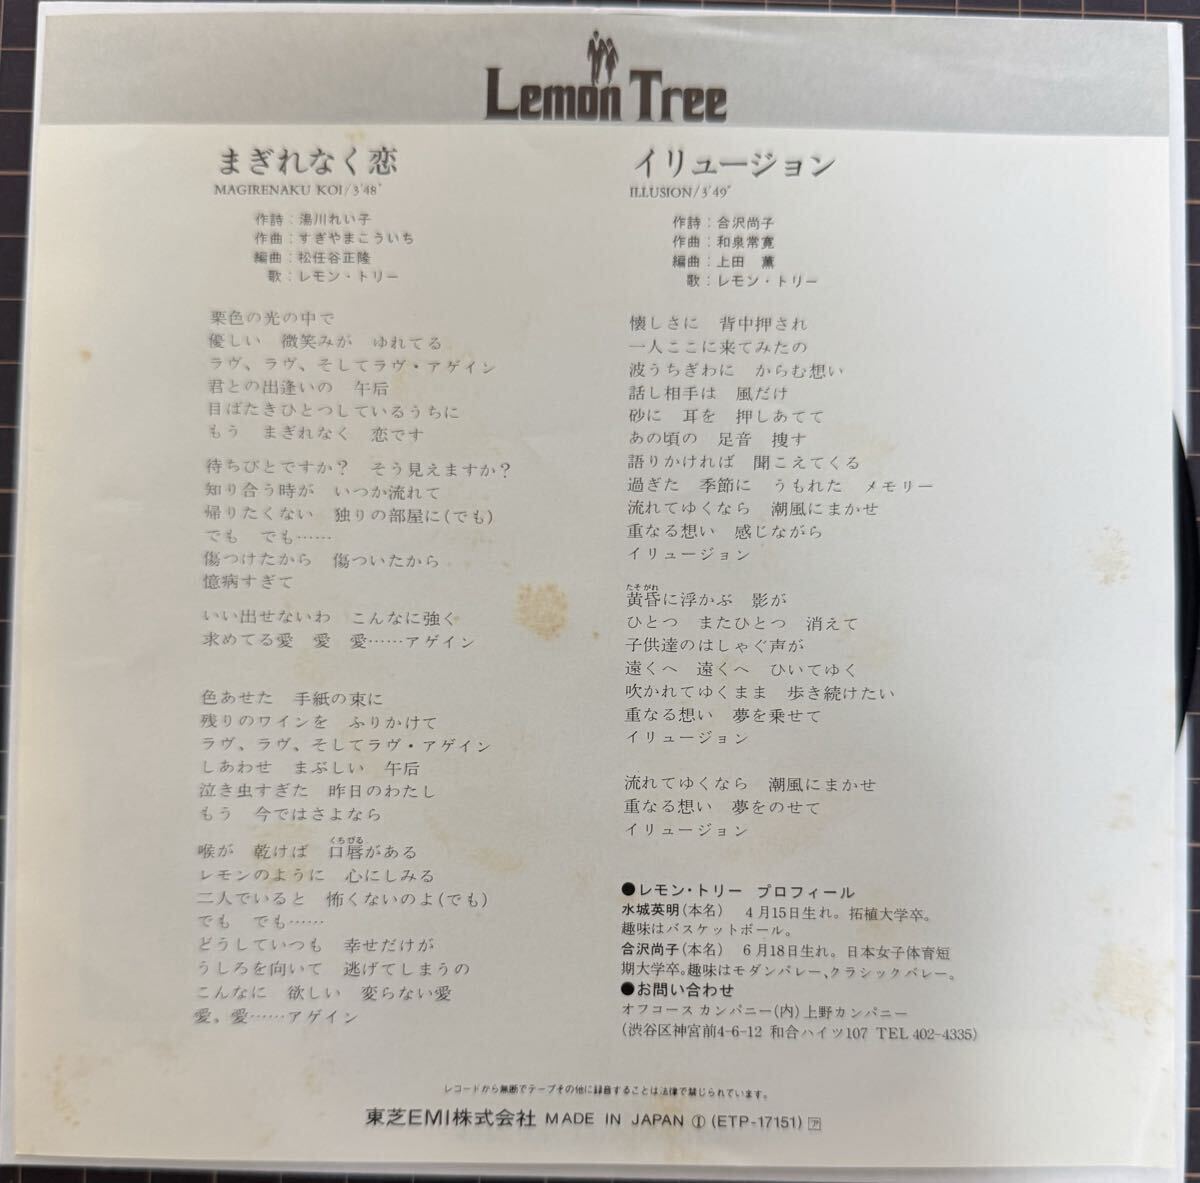 Lemon Tree
まぎれなく恋
MAGIRENAKU KOI/3'48"
作詩：湯川れい子
作曲：すぎやまこういち
編曲：松任谷正隆
歌：レモン・トリー
栗色の光の中で
優しい　微笑みが　ゆれてる
ラヴ、ラヴ、そしてラヴ・アゲイン
君との出逢いの　午后
目ばたきひとつしているうちに
もう　まぎれなく　恋です
待ちびとですか？　そう見えますか？
知り合う時が　いつか流れて
帰りたくない　独りの部屋に(でも)
でも　でも……
傷つけたから　傷ついたから
憶病すぎて
いい出せないわ　こんなに強く
求めてる愛　愛　愛……アゲイン
色あせた　手紙の束に
残りのワインを　ふりかけて
ラヴ、ラヴ、そしてラヴ・アゲイン
しあわせ　まぶしい　午后
泣き虫すぎた　昨日のわたし
もう　今ではさよなら
喉が　乾けば　口唇がある
くちびる
レモンのように　心にしみる
二人でいると　怖くないのよ(でも)
でも　でも……
どうしていつも　幸せだけが
うしろを向いて　逃げてしまうの
こんなに　欲しい　変らない愛
愛。愛……アゲイン
イリュージョン
ILLUSION/3'49"
作詩：合沢尚子
作曲：和泉常寛
編曲：上田　薫
歌：レモン・トリー
懐しさに　背中押され
一人ここに来てみたの
波うちぎわに　からむ想い
話し相手は　風だけ
砂に　耳を　押しあてて
あの頃の　足音　捜す
語りかければ　聞こえてくる
過ぎた　季節に　うもれた　メモリー
流れてゆくなら　潮風にまかせ
重なる想い　感じながら
イリュージョン
たそがれ
黄昏に浮かぶ　影が
ひとつ　またひとつ　消えて
子供達のはしゃぐ声が
遠くへ　遠くへ　ひいてゆく
吹かれてゆくまま　歩き続けたい
重なる想い　夢を乗せて
イリュージョン
流れてゆくなら　潮風にまかせ
重なる想い　夢をのせて
イリュージョン
●レモン・トリー　プロフィール
水城英明(本名)　4月15日生れ。拓植大学卒。
趣味はバスケットボール。
合沢尚子(本名)　6月18日生れ。日本女子体育短
期大学卒。趣味はモダンバレー、クラシックバレー。
●お問い合わせ
オフコース カンパニー(内)上野カンパニー
(渋谷区神宮前4-6-12 和合ハイツ107 TEL 402-4335)
レコードから無断でテープその他に録音することは法律で禁じられています。
東芝EMI株式会社 MADE IN JAPAN Ⓘ (ETP-17151) ア